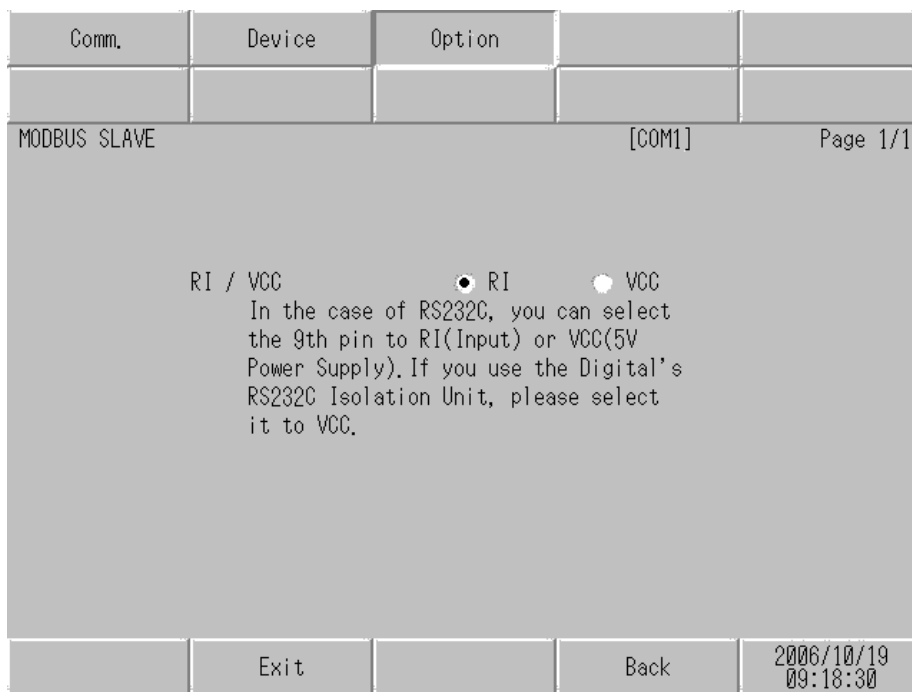 Comm. Device Option
MODBUS SLAVE [COM1] Page 1/1
RI / VCC RI VCC
In the case of RS232C, you can select
the 9th pin to RI(Input) or VCC(5V
Power Supply).If you use the Digital's
RS232C Isolation Unit, please select
it to VCC.
Exit Back 2006/10/19
09:18:30